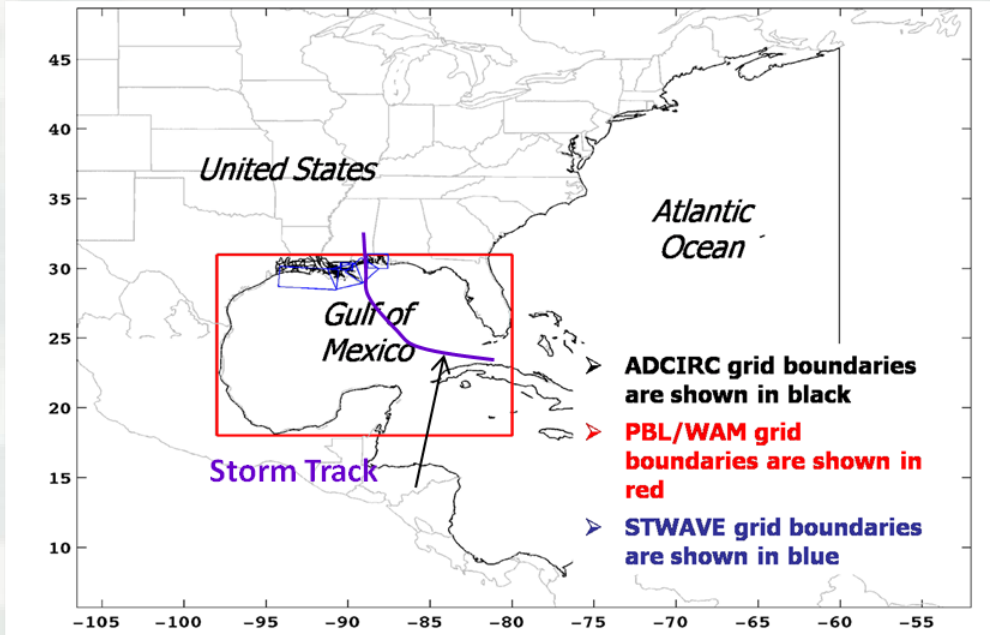 45
40
35
30
25
20
15
10
United States
Atlantic
Ocean
Gulf of
Mexico
Storm Track
➢ ADCIRC grid boundaries
are shown in black
➢ PBL/WAM grid
boundaries are shown in
red
➢ STWAVE grid boundaries
are shown in blue
−105 −100 −95 −90 −85 −80 −75 −70 −65 −60 −55